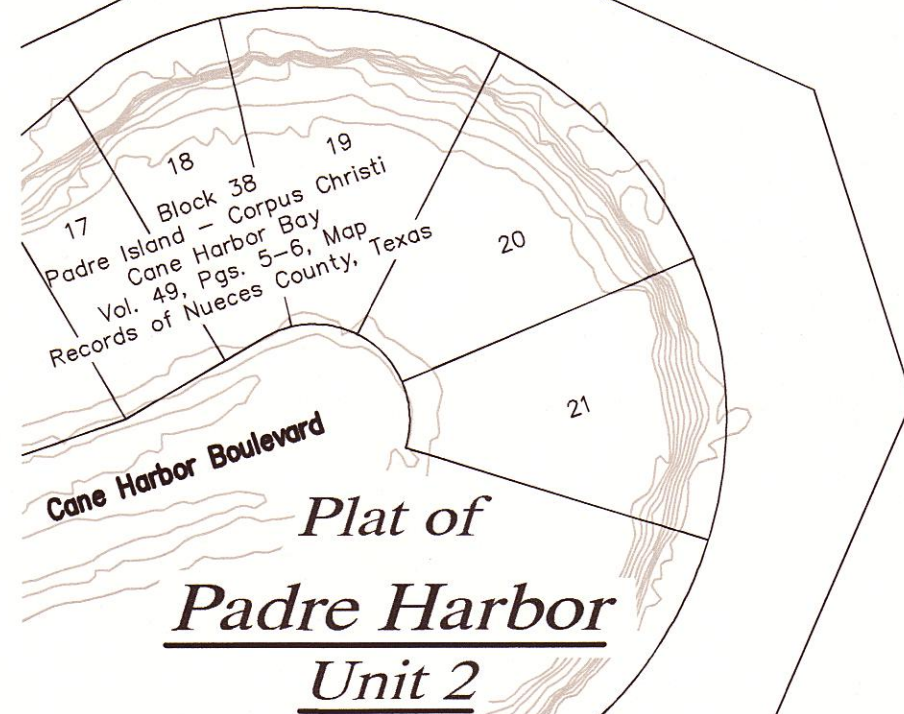 18
19
17
Block 38
Padre Island – Corpus Christi
Cane Harbor Bay
Vol. 49, Pgs. 5–6, Map
Records of Nueces County, Texas
20
21
Cane Harbor Boulevard
Plat of
Padre Harbor
Unit 2